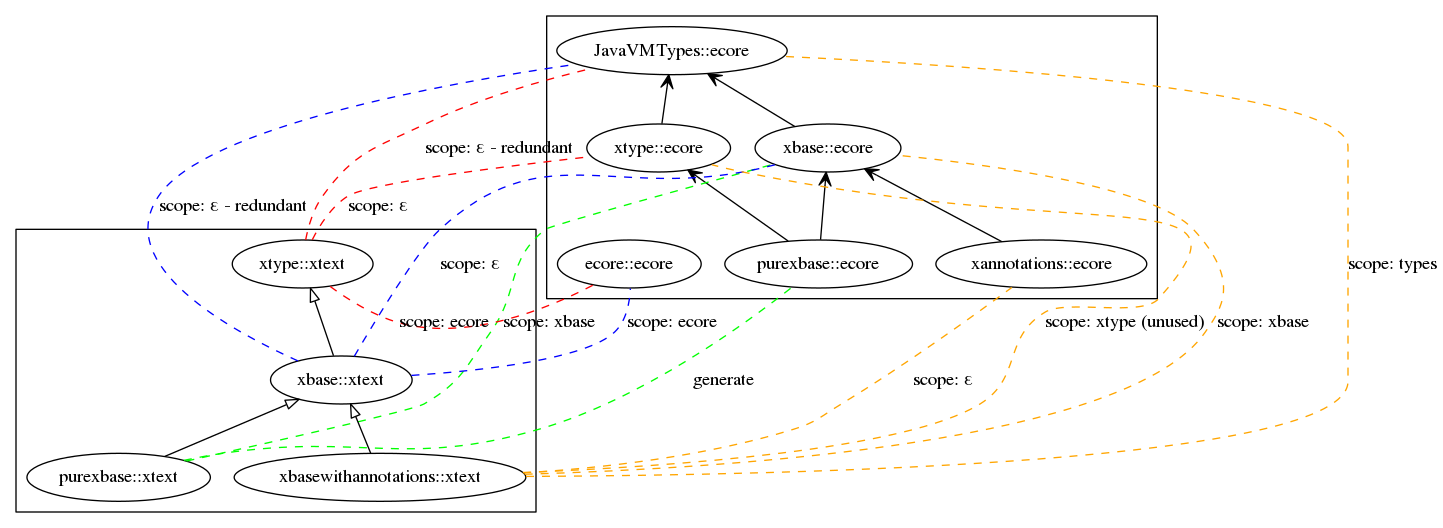 JavaVMTypes::ecore
scope: ε - redundant
xtype::ecore
xbase::ecore
scope: ε - redundant
scope: ε
xtype::xtext
scope: ε
ecore::ecore
purexbase::ecore
xannotations::ecore
scope: types
scope: ecore
scope: xbase
scope: ecore
scope: xtype (unused)
scope: xbase
xbase::xtext
generate
scope: ε
purexbase::xtext
xbasewithannotations::xtext